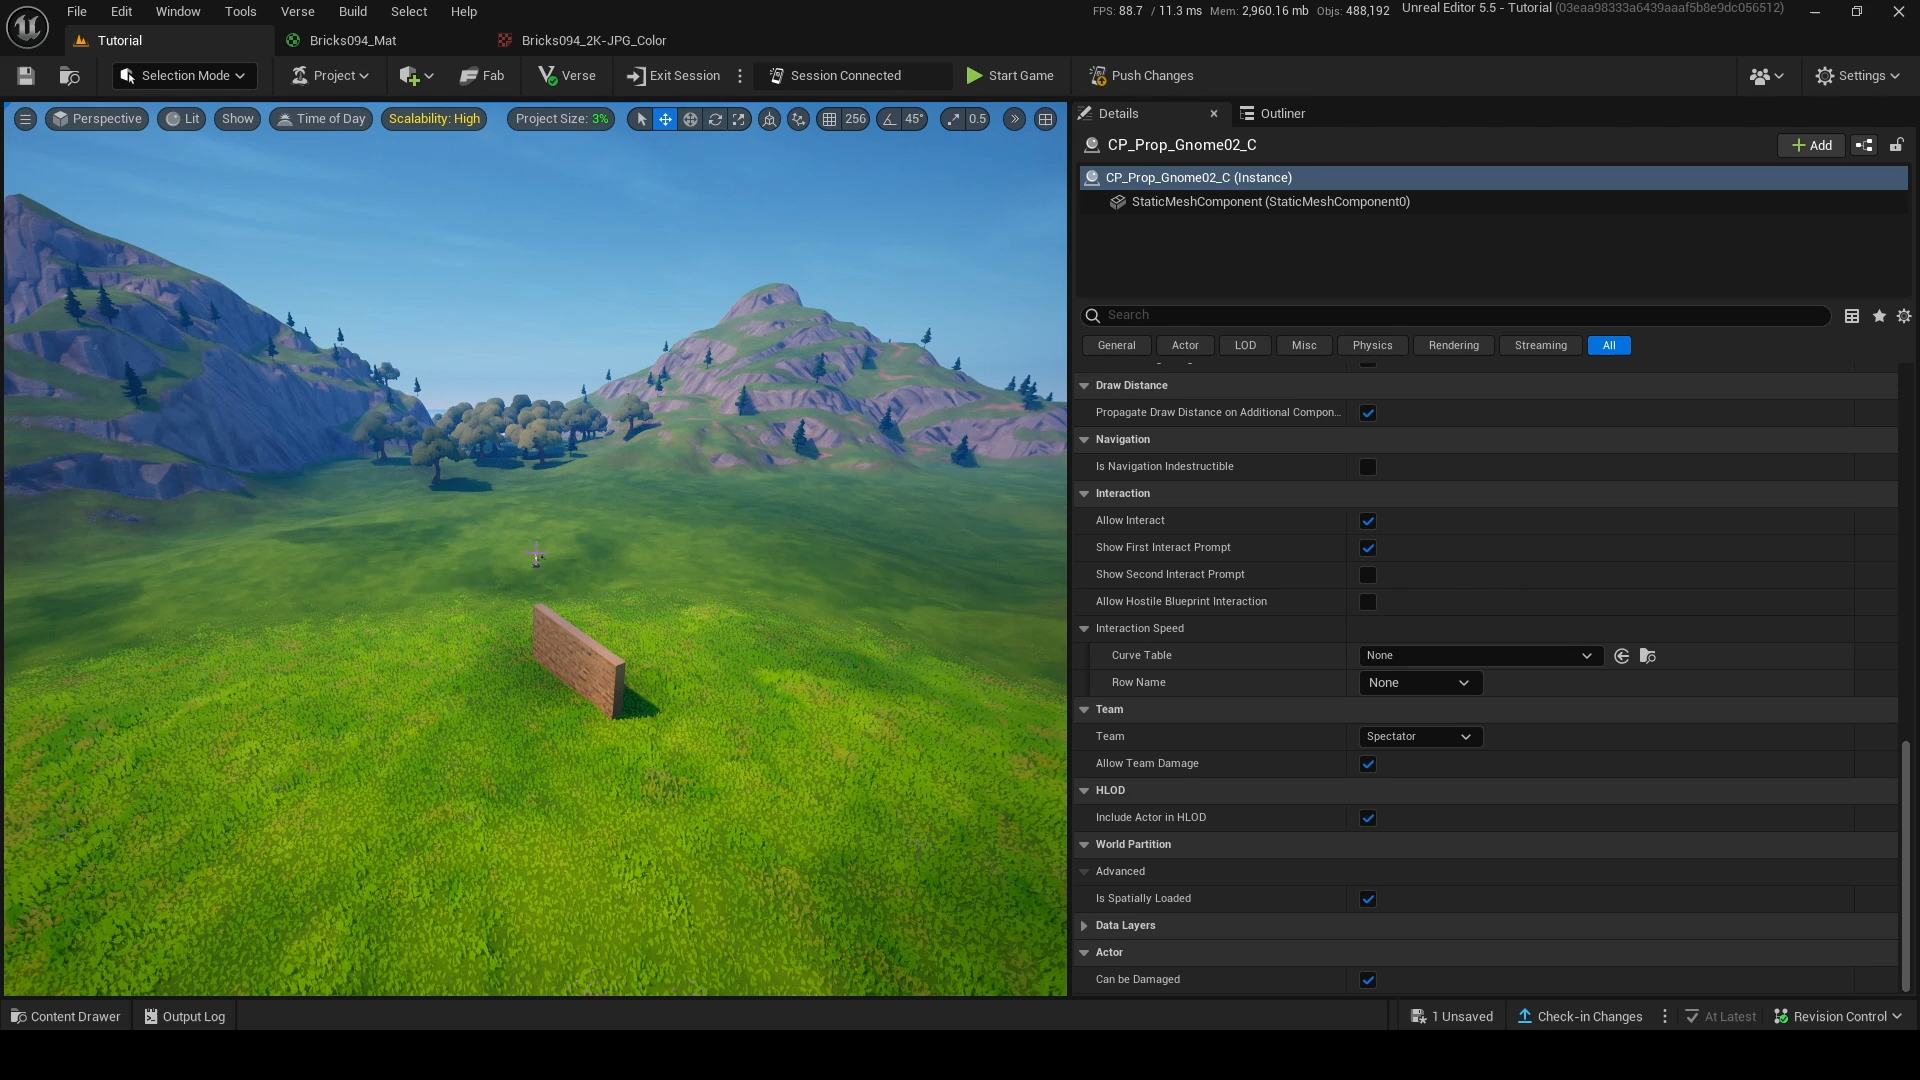 File Edit Window Tools Verse Build Select Help
FPS: 88.7 / 11.3 ms Mem: 2,960.16 mb Objs: 488,192 Unreal Editor 5.5 - Tutorial (03eaa98333a6439aaaf5b8e9dc056512)
Tutorial Bricks094_Mat Bricks094_2K-JPG_Color
Selection Mode Project Fab Verse Exit Session Session Connected Start Game Push Changes Settings
Perspective Lit Show Time of Day Scalability: High Project Size: 3% 256 45° 0.5
Details Outliner
CP_Prop_Gnome02_C Add
CP_Prop_Gnome02_C (Instance)
StaticMeshComponent (StaticMeshComponent0)
Search
General Actor LOD Misc Physics Rendering Streaming All
Draw Distance
Propagate Draw Distance on Additional Compon...
Navigation
Is Navigation Indestructible
Interaction
Allow Interact
Show First Interact Prompt
Show Second Interact Prompt
Allow Hostile Blueprint Interaction
Interaction Speed
Curve Table None
Row Name None
Team
Team Spectator
Allow Team Damage
HLOD
Include Actor in HLOD
World Partition
Advanced
Is Spatially Loaded
Data Layers
Actor
Can be Damaged
Content Drawer Output Log 1 Unsaved Check-in Changes At Latest Revision Control